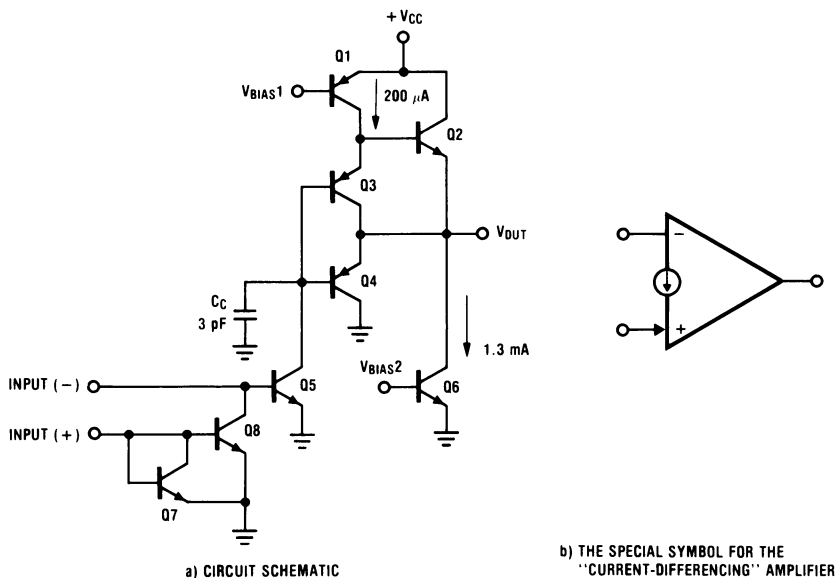 + VCC
Q1
VBIAS1
200 µA
Q2
Q3
VOUT
Q4
CC
3 pF
1.3 mA
VBIAS2
INPUT (−)
Q5
Q6
INPUT (+)
Q8
Q7
−
+
a) CIRCUIT SCHEMATIC
b) THE SPECIAL SYMBOL FOR THE
"CURRENT-DIFFERENCING" AMPLIFIER